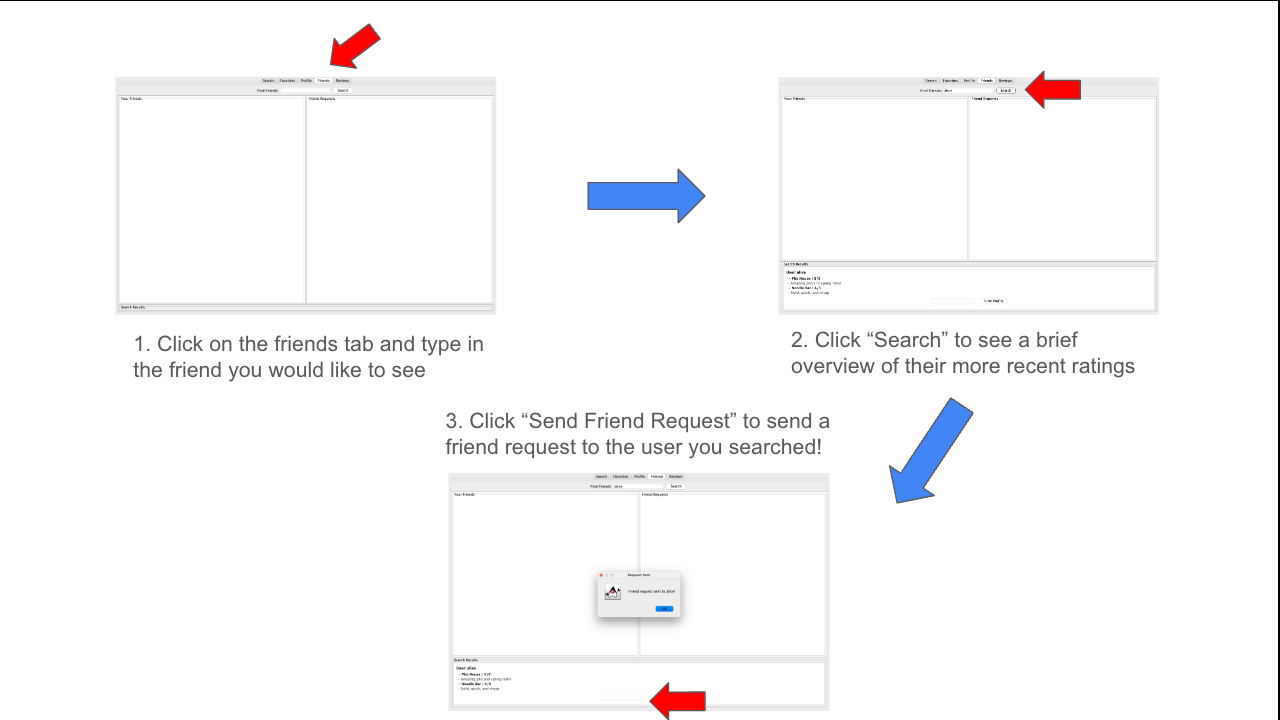 Search Favorites Profile Friends Reviews
Find Friends: Search
Your Friends Friend Requests
Search Results
1. Click on the friends tab and type in
the friend you would like to see
Search Favorites Profile Friends Reviews
Find Friends: alice Search
Your Friends Friend Requests
Search Results
User: alice
- Pho House | 5/5
- Amazing pho and spring rolls!
- Noodle Bar | 4/5
- Solid, quick, and cheap
View Profile
2. Click “Search” to see a brief
overview of their more recent ratings
3. Click “Send Friend Request” to send a
friend request to the user you searched!
Search Favorites Profile Friends Reviews
Find Friends: alice Search
Your Friends Friend Requests
Request Sent
Friend request sent to alice!
OK
Search Results
User: alice
- Pho House | 5/5
- Amazing pho and spring rolls!
- Noodle Bar | 4/5
- Solid, quick, and cheap